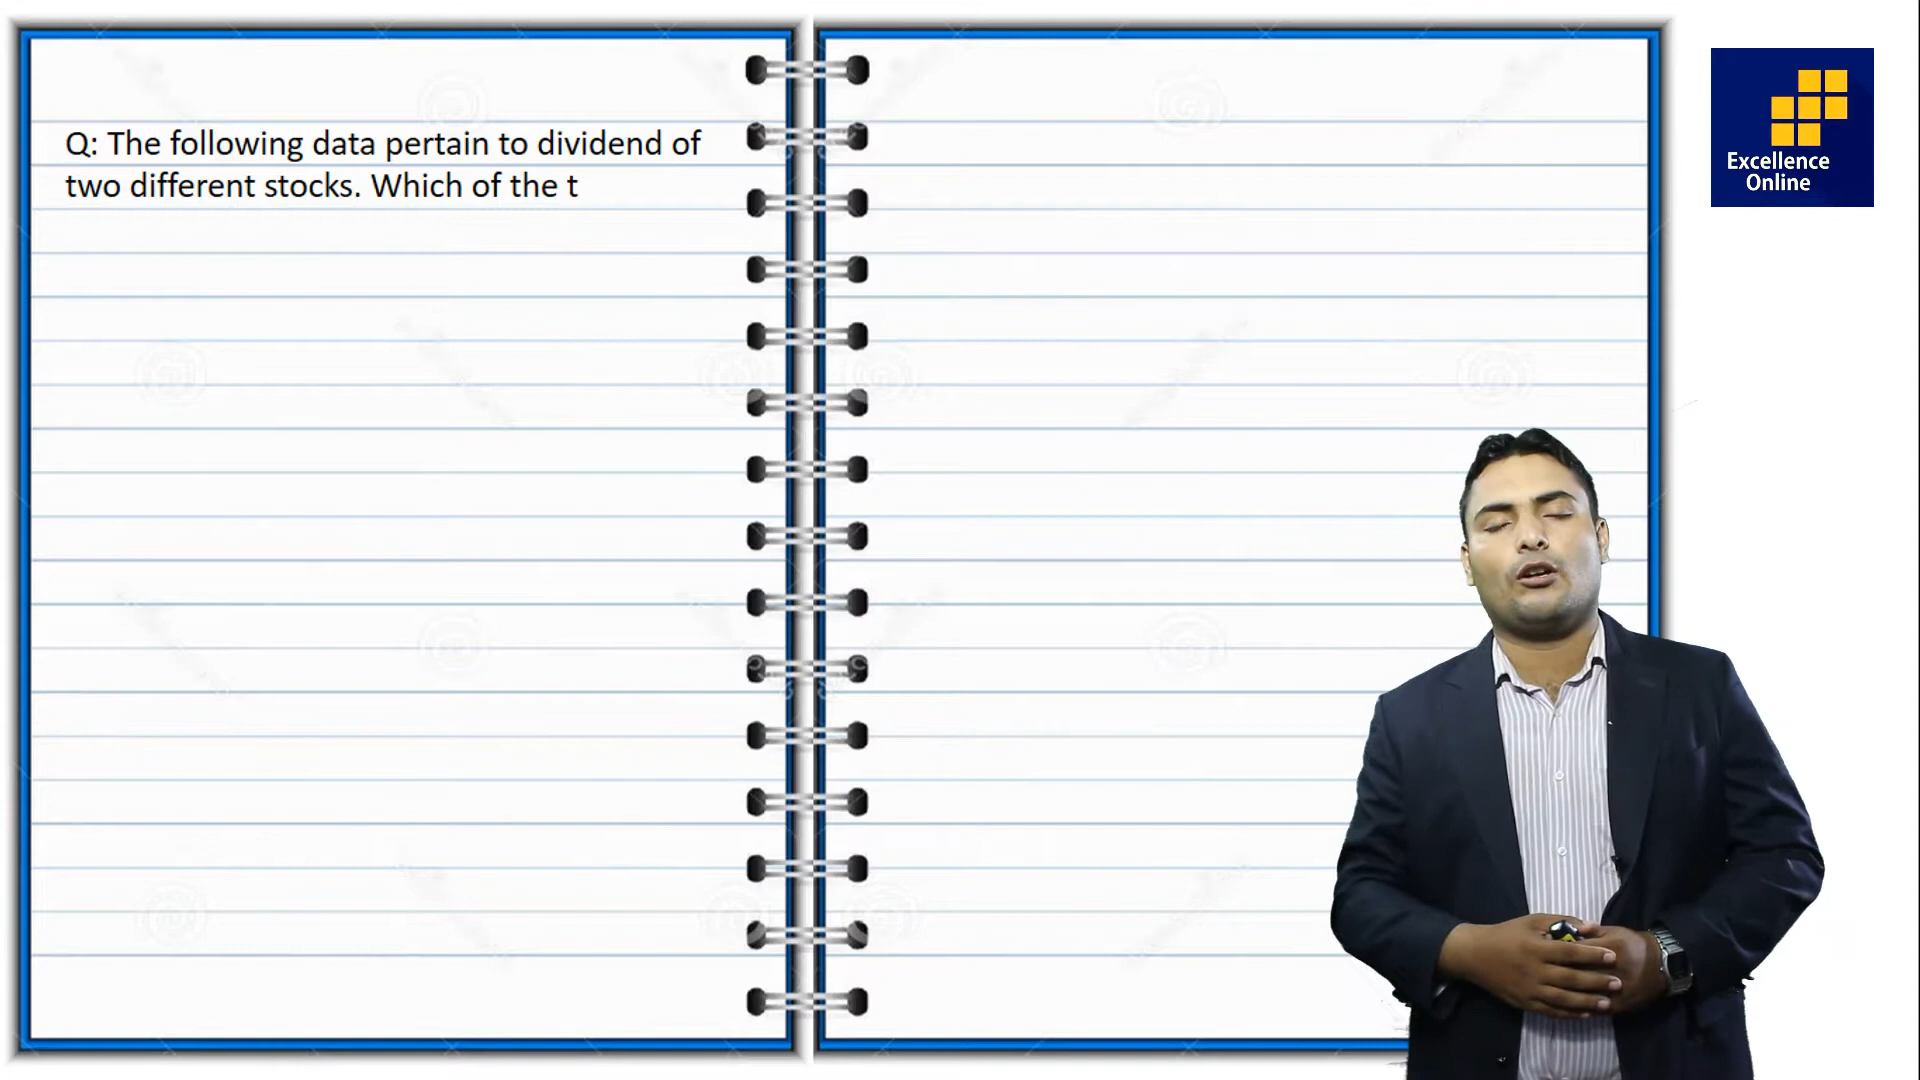 Q: The following data pertain to dividend of
two different stocks. Which of the t
Excellence
Online